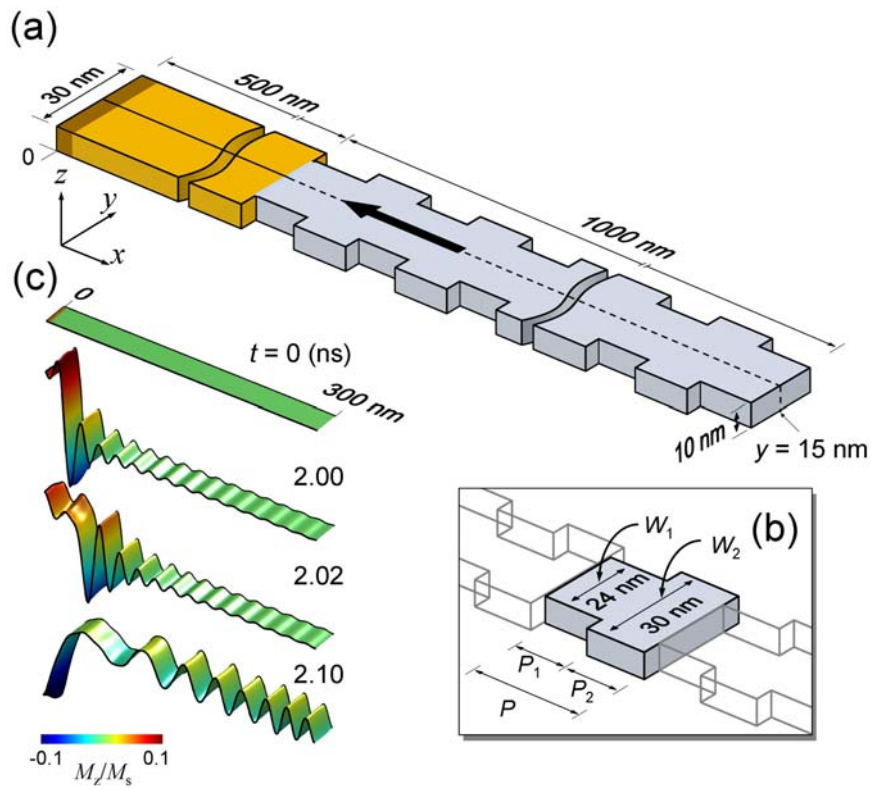 (a)
30 nm
500 nm
1000 nm
0
z
y
x
10 nm
y = 15 nm
(c)
0
t = 0 (ns)
300 nm
2.00
2.02
2.10
-0.1
0.1
Mz/Ms
(b)
W1
W2
24 nm
30 nm
P1
P2
P